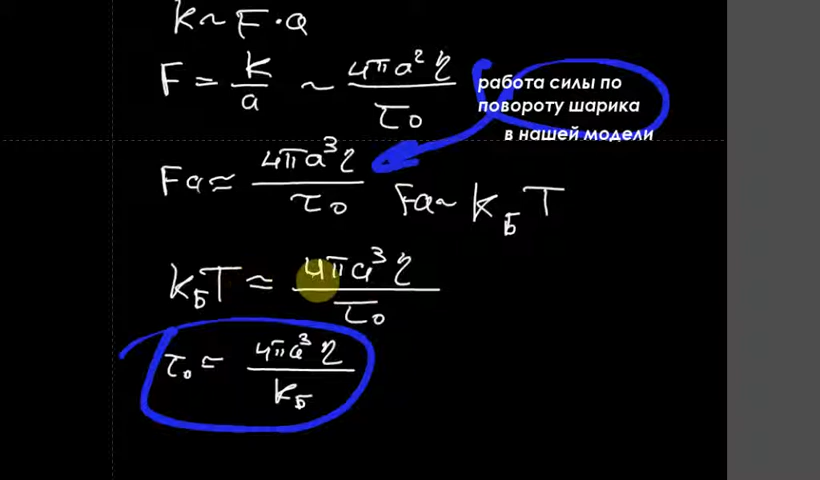 K ~ F · a
F = K/a ~ 4πa²η/τ₀
работа силы по
повороту шарика
в нашей модели
Fa ≈ 4πa³η/τ₀ Fa ~ K_Б T
K_Б T ≈ 4πa³η/τ₀
τ₀ ≈ 4πa³η/K_Б